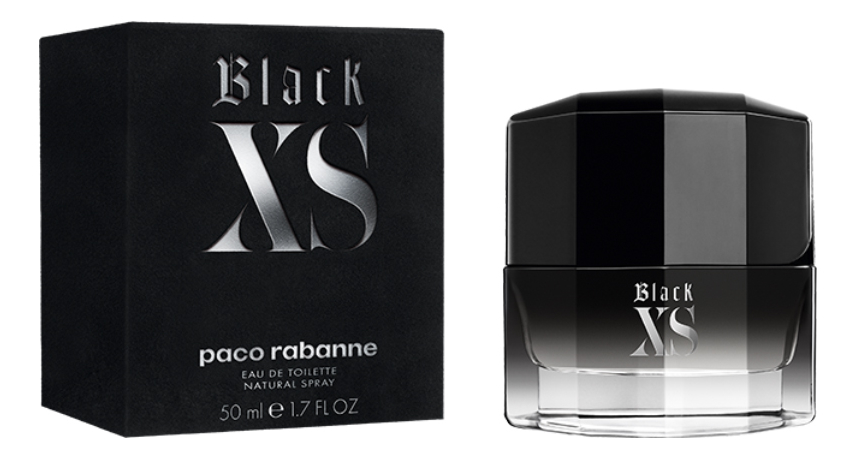 Black
XS
paco rabanne
EAU DE TOILETTE
NATURAL SPRAY
50 ml ℮ 1.7 FL OZ
Black
XS